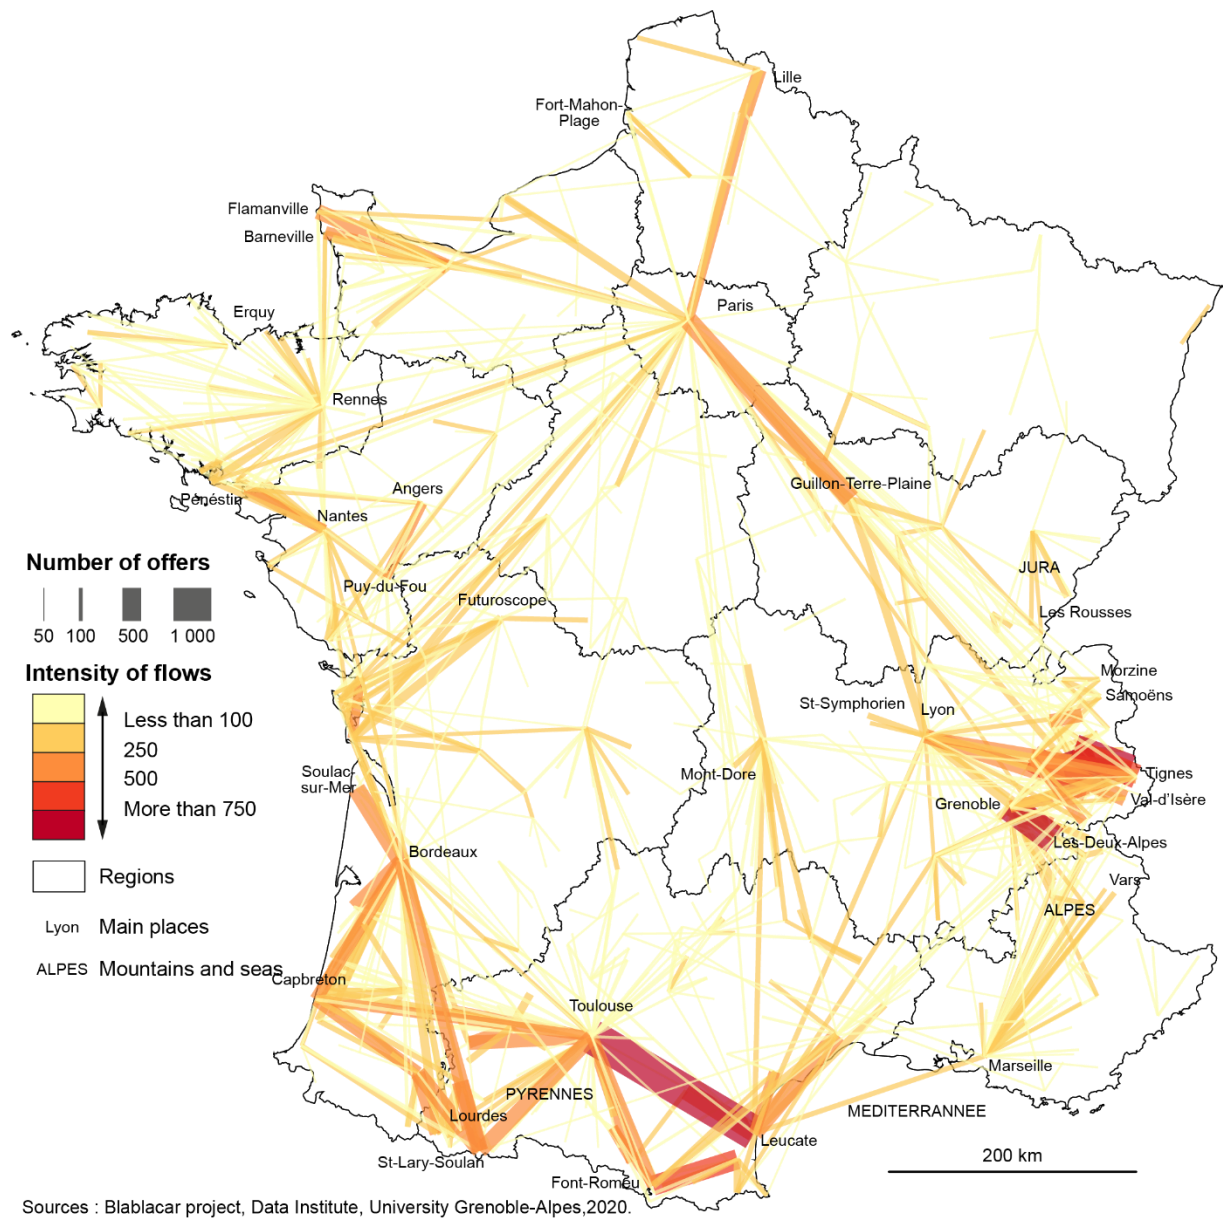 Lille
Fort-Mahon-
Plage
Flamanville
Barneville
Erquy
Paris
Rennes
Guillon-Terre-Plaine
Pénéstin
Angers
Nantes
JURA
Puy-du-Fou
Futuroscope
Les Rousses
Number of offers
50 100 500 1 000
Intensity of flows
Less than 100
250
500
More than 750
Regions
Lyon Main places
ALPES Mountains and seas
Morzine
Samoëns
St-Symphorien
Lyon
Soulac-
sur-Mer
Mont-Dore
Tignes
Val-d'Isère
Grenoble
Les-Deux-Alpes
Bordeaux
Vars
ALPES
Capbreton
Toulouse
Marseille
PYRENNES
Lourdes
MEDITERRANNEE
Leucate
St-Lary-Soulan
Font-Romeu
200 km
Sources : Blablacar project, Data Institute, University Grenoble-Alpes,2020.